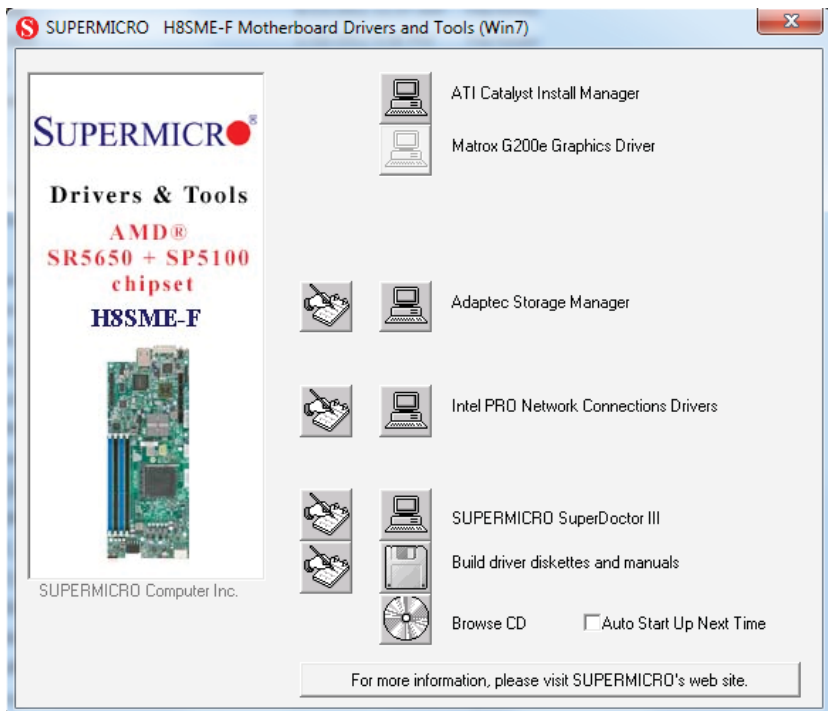 SUPERMICRO H8SME-F Motherboard Drivers and Tools (Win7)
SUPERMICRO®
Drivers & Tools
AMD®
SR5650 + SP5100
chipset
H8SME-F
SUPERMICRO Computer Inc.
ATI Catalyst Install Manager
Matrox G200e Graphics Driver
Adaptec Storage Manager
Intel PRO Network Connections Drivers
SUPERMICRO SuperDoctor III
Build driver diskettes and manuals
Browse CD
Auto Start Up Next Time
For more information, please visit SUPERMICRO's web site.